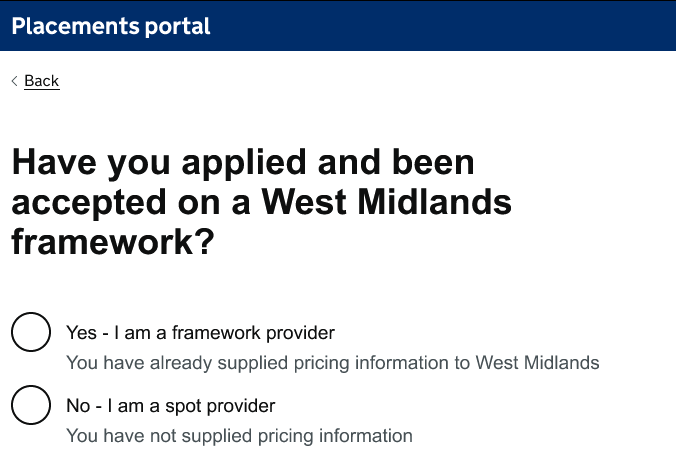 Placements portal
Back
Have you applied and been
accepted on a West Midlands
framework?
Yes - I am a framework provider
You have already supplied pricing information to West Midlands
No - I am a spot provider
You have not supplied pricing information